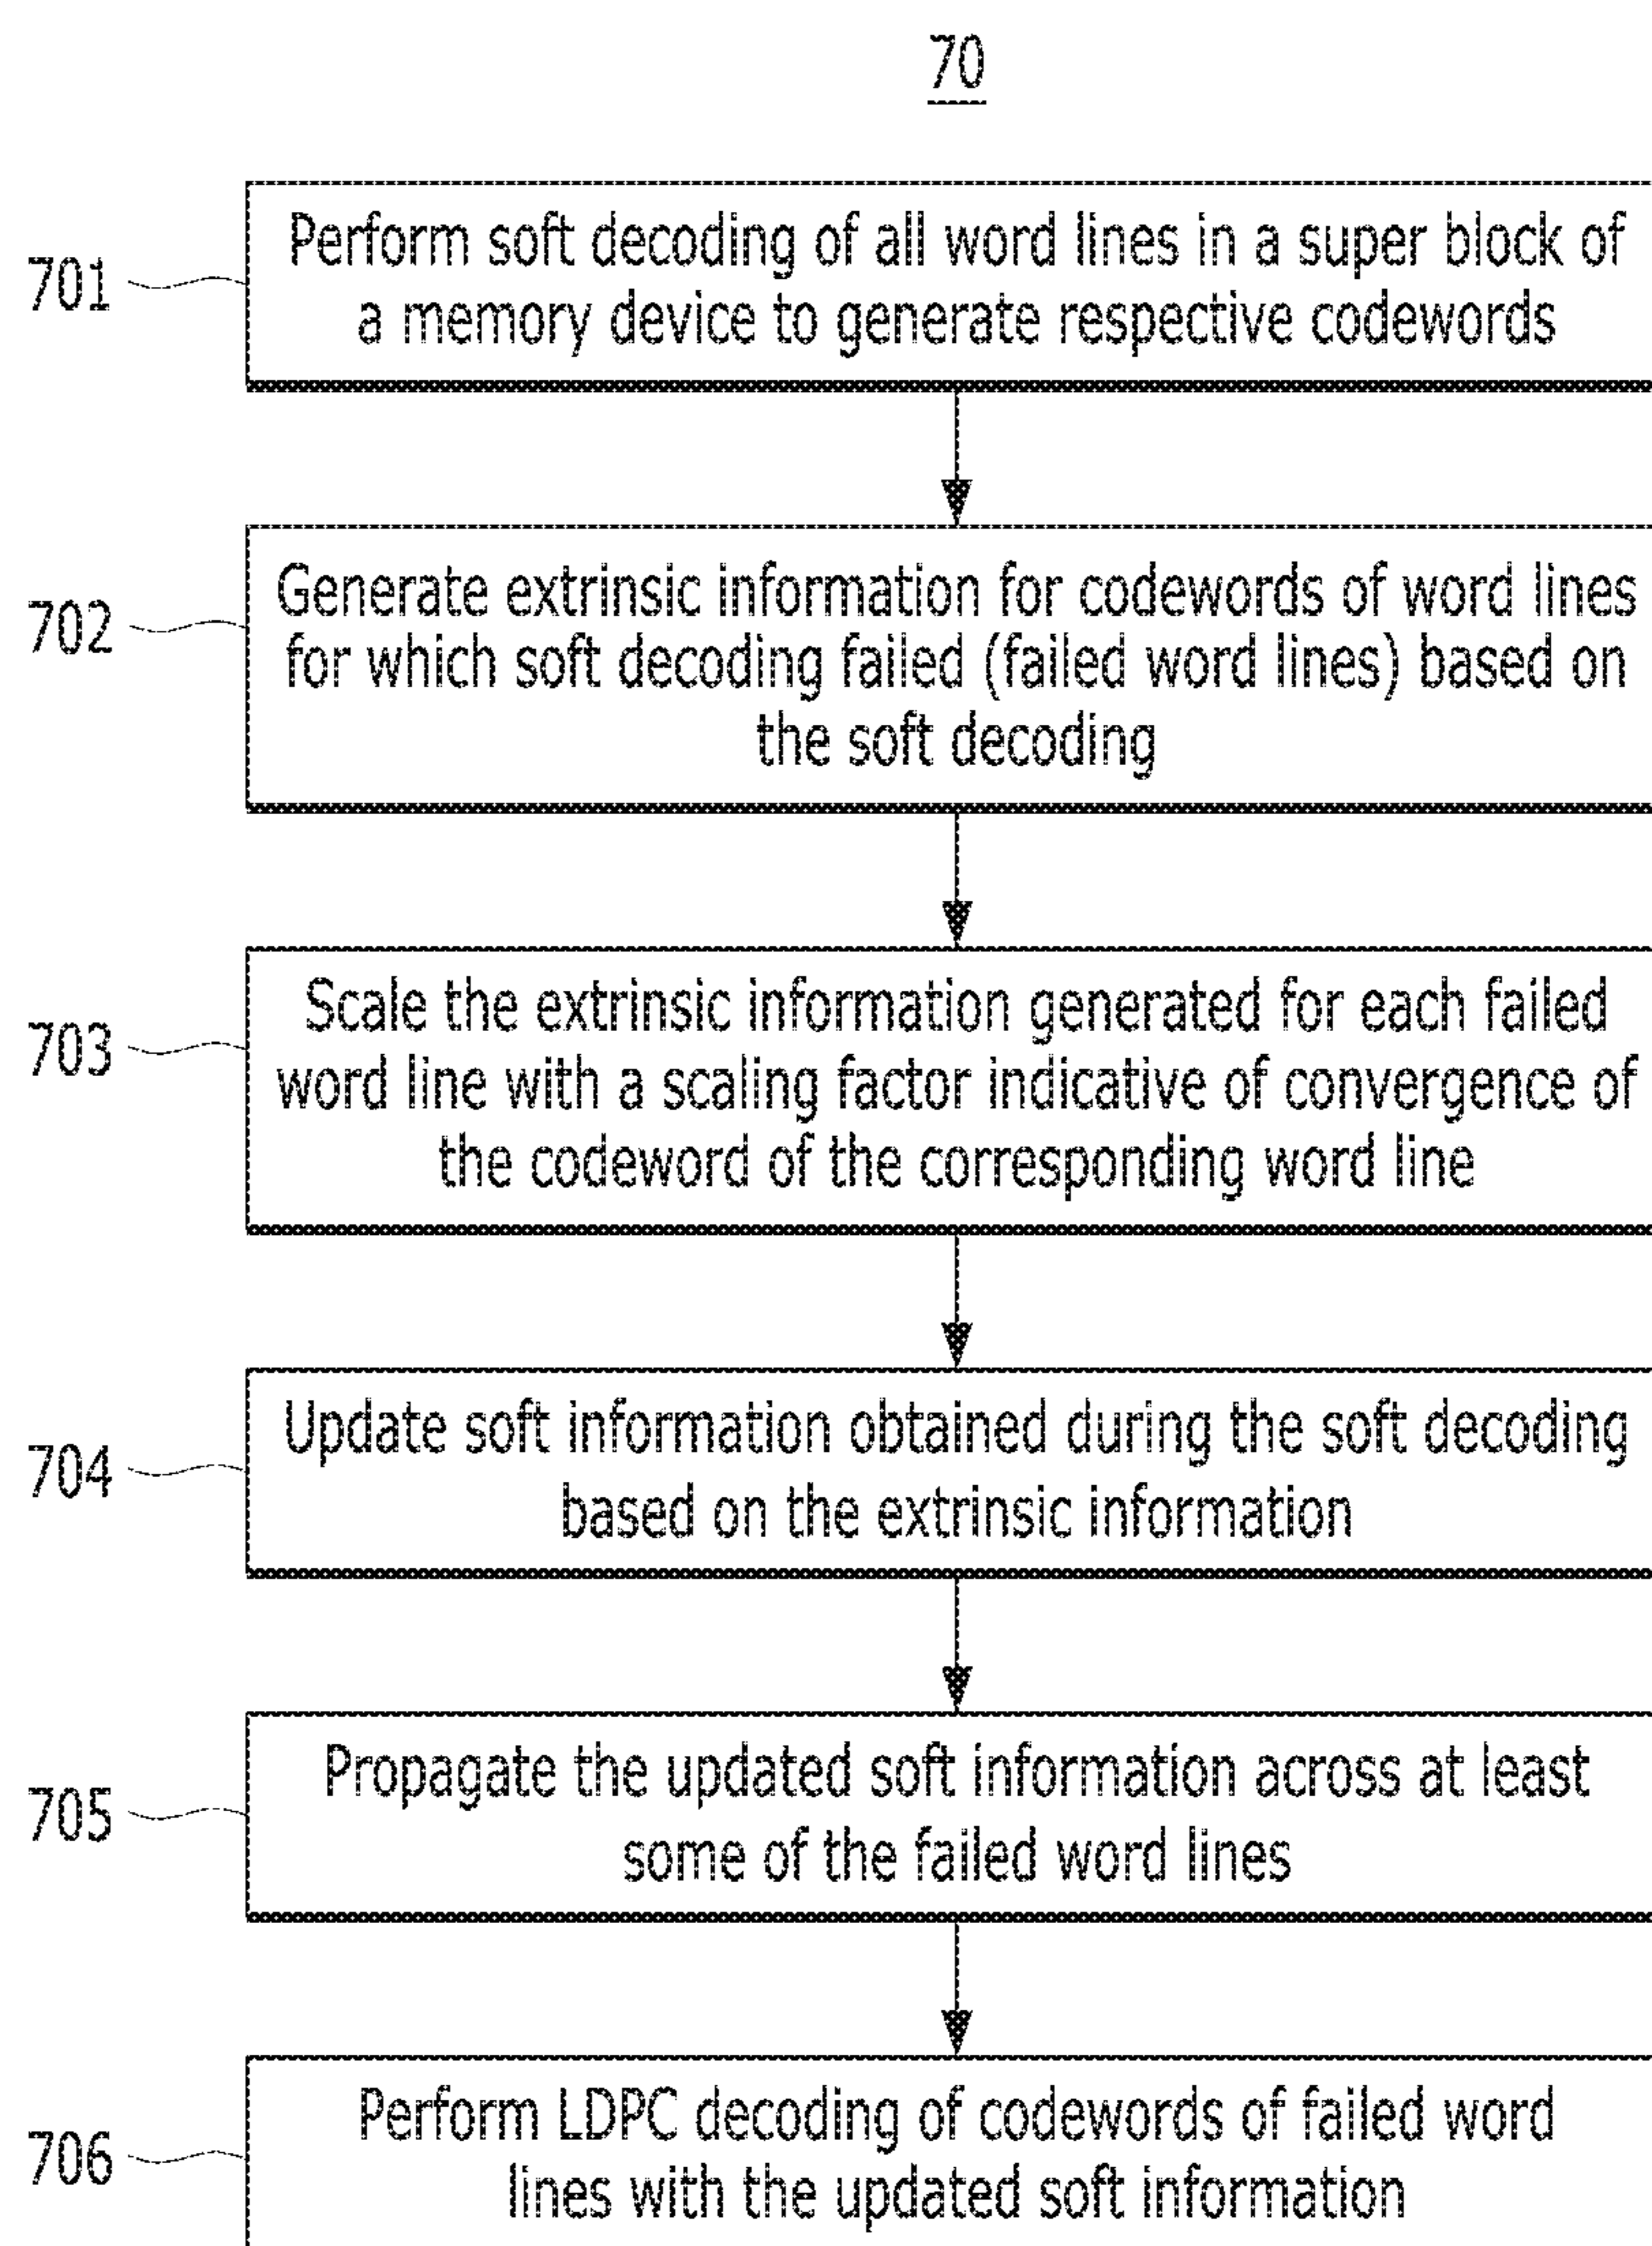 70
701
Perform soft decoding of all word lines in a super block of
a memory device to generate respective codewords
702
Generate extrinsic information for codewords of word lines
for which soft decoding failed (failed word lines) based on
the soft decoding
703
Scale the extrinsic information generated for each failed
word line with a scaling factor indicative of convergence of
the codeword of the corresponding word line
704
Update soft information obtained during the soft decoding
based on the extrinsic information
705
Propagate the updated soft information across at least
some of the failed word lines
706
Perform LDPC decoding of codewords of failed word
lines with the updated soft information